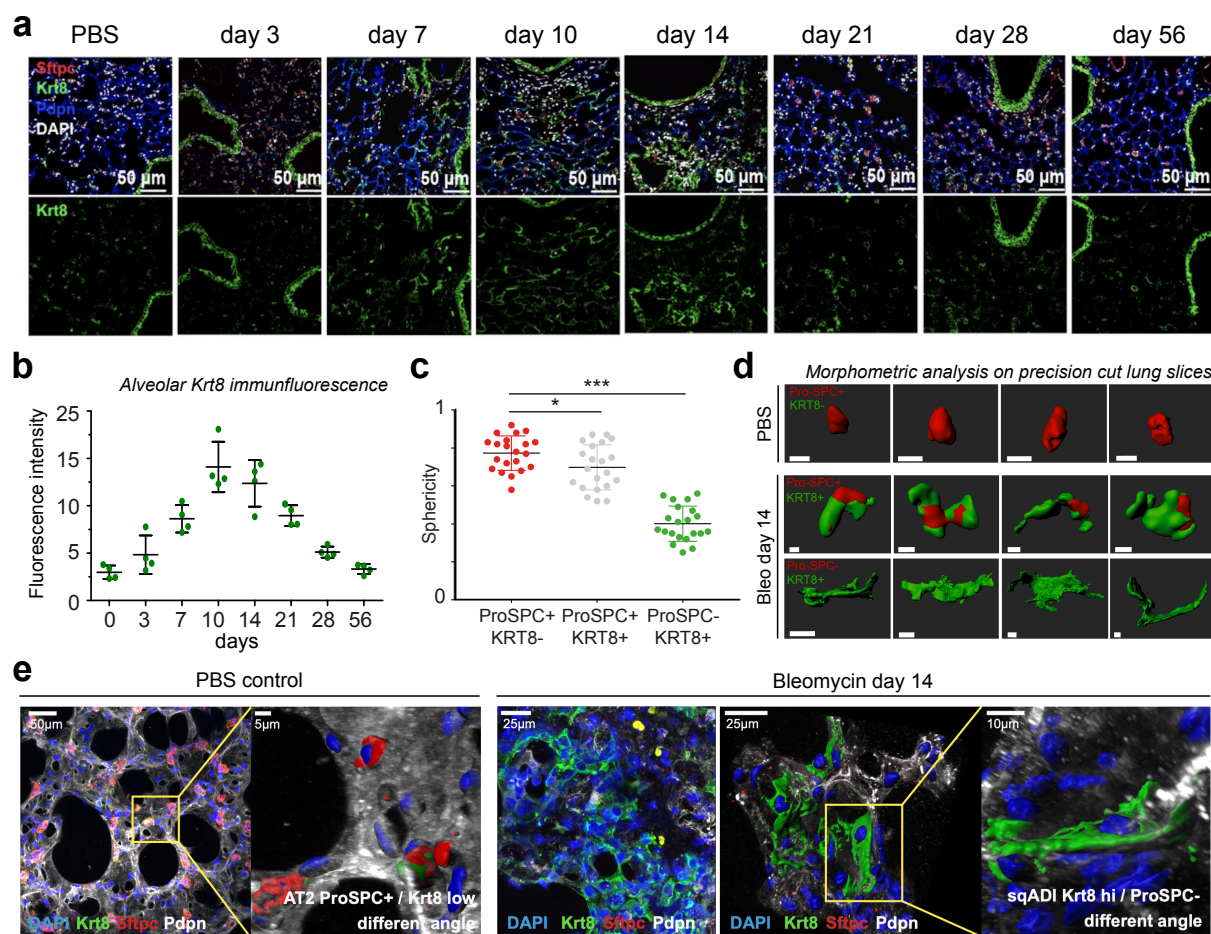 a
PBS
day 3
day 7
day 10
day 14
day 21
day 28
day 56
Sftpc
Krt8
Pdpn
DAPI
50 µm
50 µm
50 µm
50 µm
50 µm
50 µm
50 µm
50 µm
Krt8
b
Alveolar Krt8 immunfluorescence
Fluorescence intensity
25
20
15
10
5
0
0 3 7 10 14 21 28 56
days
c
***
*
Sphericity
1
0
ProSPC+ ProSPC+ ProSPC-
KRT8- KRT8+ KRT8+
d
Morphometric analysis on precision cut lung slices
PBS
Pro-SPC+
KRT8-
Bleo day 14
Pro-SPC+
KRT8+
Pro-SPC-
KRT8+
e
PBS control
Bleomycin day 14
50µm
5µm
25µm
25µm
10µm
DAPI Krt8 Sftpc Pdpn
AT2 ProSPC+ / Krt8 low
different angle
DAPI Krt8 Sftpc Pdpn
DAPI Krt8 Sftpc Pdpn
sqADI Krt8 hi / ProSPC-
different angle